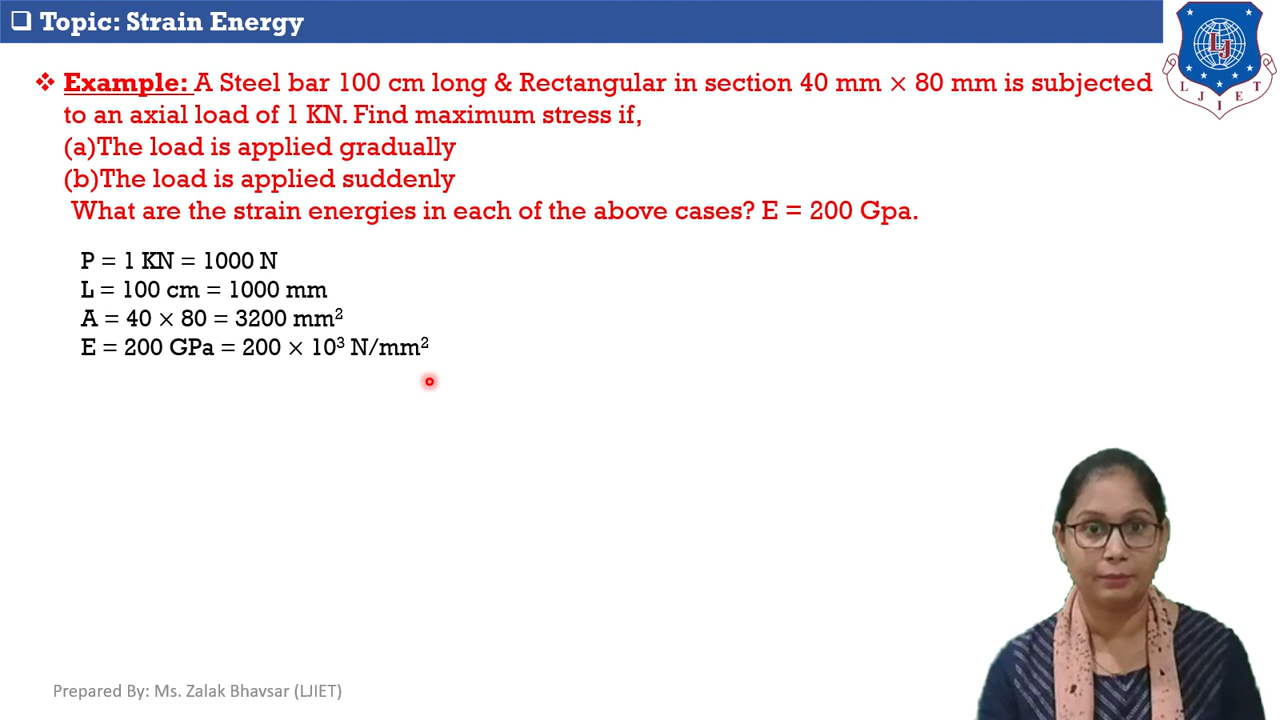 Topic: Strain Energy
Example: A Steel bar 100 cm long & Rectangular in section 40 mm × 80 mm is subjected
to an axial load of 1 KN. Find maximum stress if,
(a)The load is applied gradually
(b)The load is applied suddenly
What are the strain energies in each of the above cases? E = 200 Gpa.
P = 1 KN = 1000 N
L = 100 cm = 1000 mm
A = 40 × 80 = 3200 mm²
E = 200 GPa = 200 × 10³ N/mm²
LJ
L J I E T
Prepared By: Ms. Zalak Bhavsar (LJIET)